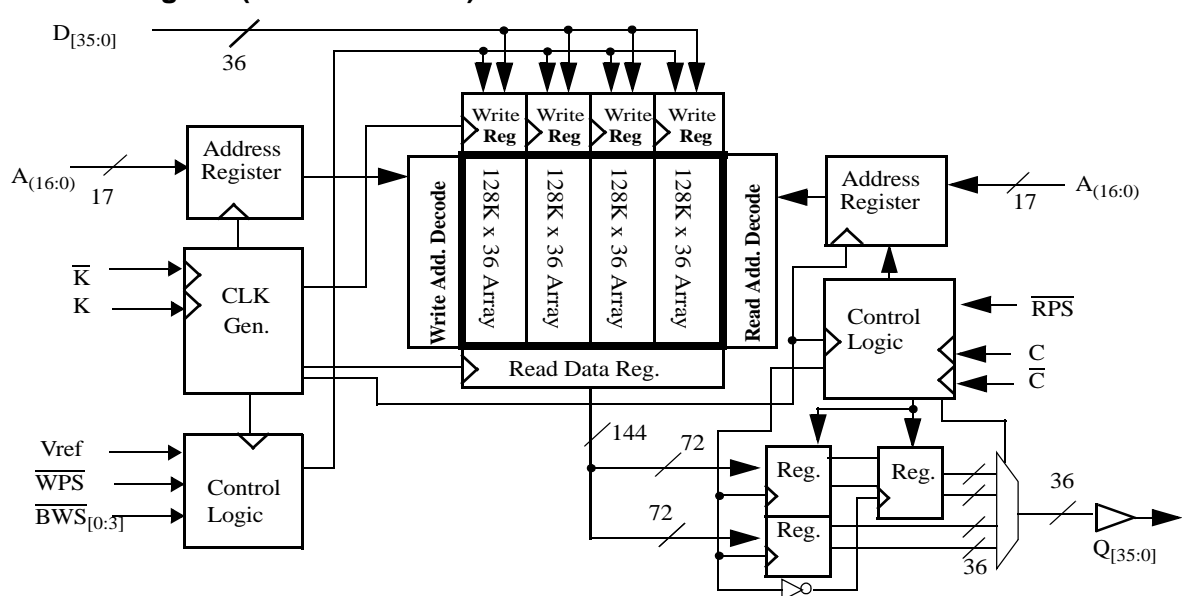 D[35:0]
36
Write Reg
Write Reg
Write Reg
Write Reg
Address Register
A(16:0)
17
Write Add. Decode
128K x 36 Array
128K x 36 Array
128K x 36 Array
128K x 36 Array
Read Add. Decode
Address Register
A(16:0)
17
K̅
K
CLK Gen.
Control Logic
R̅P̅S̅
C
C̅
Read Data Reg.
144
72
72
Vref
W̅P̅S̅
B̅W̅S̅[0:3]
Control Logic
Reg.
Reg.
Reg.
36
36
Q[35:0]